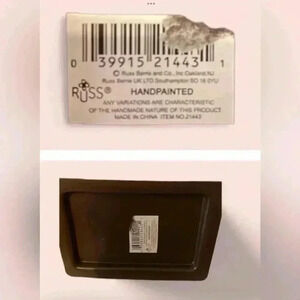 0 39915 21443 1
© Russ Berrie and Co., Inc. Oakland, NJ
Russ Berrie UK LTD. Southampton SO 16 0YU
RUSS® HANDPAINTED
ANY VARIATIONS ARE CHARACTERISTIC
OF THE HANDMADE NATURE OF THIS PRODUCT.
MADE IN CHINA ITEM NO. 21443